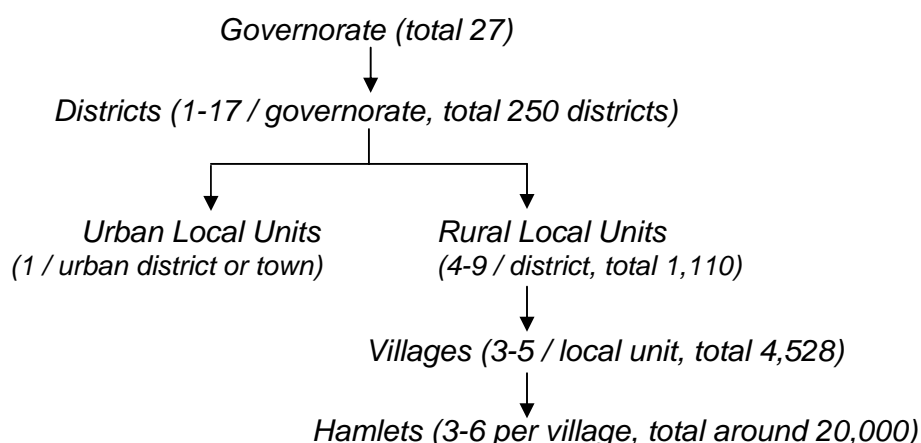 Governorate (total 27)
Districts (1-17 / governorate, total 250 districts)
Urban Local Units
(1 / urban district or town)
Rural Local Units
(4-9 / district, total 1,110)
Villages (3-5 / local unit, total 4,528)
Hamlets (3-6 per village, total around 20,000)